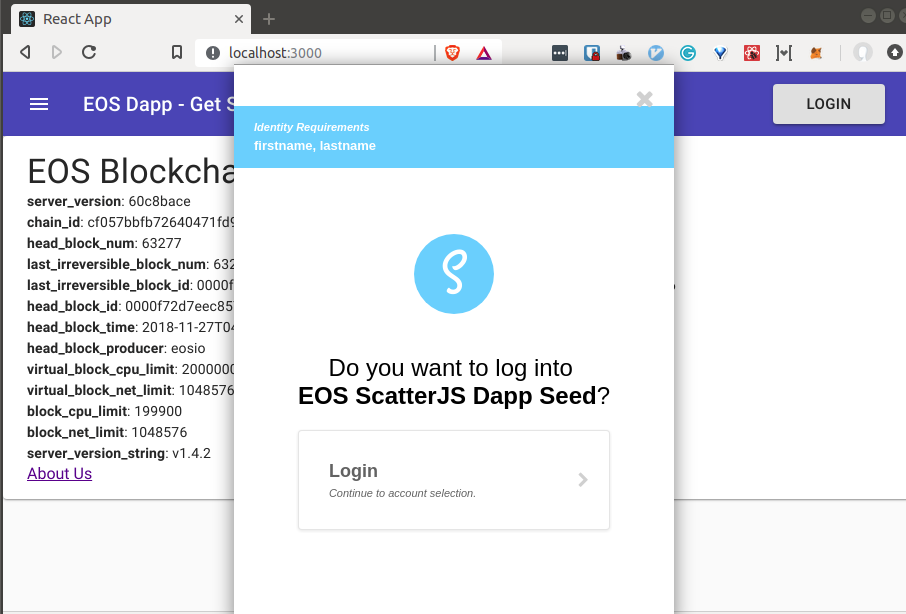 React App
localhost:3000
EOS Dapp - Get S
LOGIN
EOS Blockcha
server_version: 60c8bace
chain_id: cf057bbfb72640471fd9
head_block_num: 63277
last_irreversible_block_num: 632
last_irreversible_block_id: 0000f
head_block_id: 0000f72d7eec85
head_block_time: 2018-11-27T04
head_block_producer: eosio
virtual_block_cpu_limit: 2000000
virtual_block_net_limit: 1048576
block_cpu_limit: 199900
block_net_limit: 1048576
server_version_string: v1.4.2
About Us
Identity Requirements
firstname, lastname
Do you want to log into
EOS ScatterJS Dapp Seed?
Login
Continue to account selection.